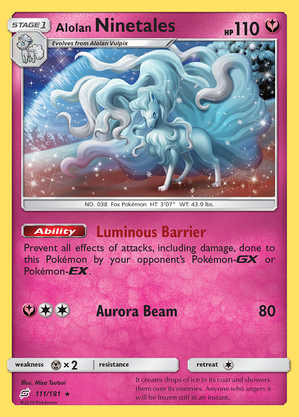 STAGE 1
Alolan Ninetales
HP 110
Evolves from Alolan Vulpix
NO. 038 Fox Pokémon HT 3'07" WT 43.9 lbs.
Ability Luminous Barrier
Prevent all effects of attacks, including damage, done to
this Pokémon by your opponent's Pokémon-GX or
Pokémon-EX.
Aurora Beam 80
weakness ×2 resistance retreat
Illus. Mina Tsubai
111/181
It creates drops of ice in its coat and showers
them over its enemies. Anyone who angers it
will be frozen stiff in an instant.